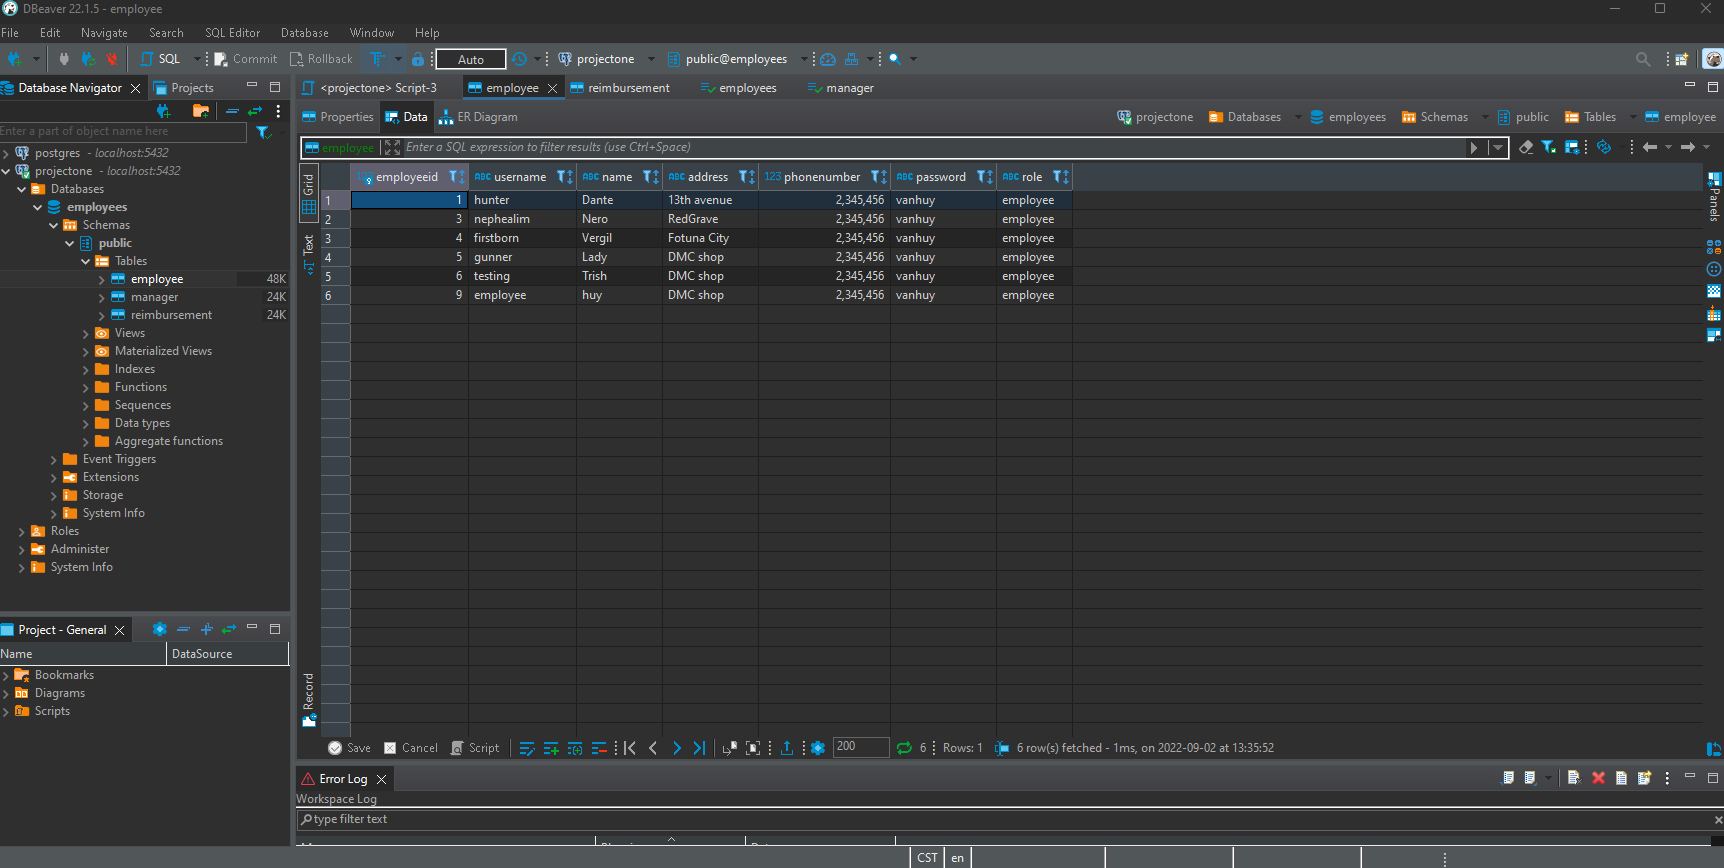 DBeaver 22.1.5 - employee
File Edit Navigate Search SQL Editor Database Window Help
SQL Commit Rollback Auto projectone public@employees
Database Navigator Projects
Enter a part of object name here
postgres - localhost:5432
projectone - localhost:5432
Databases
employees
Schemas
public
Tables
employee 48K
manager 24K
reimbursement 24K
Views
Materialized Views
Indexes
Functions
Sequences
Data types
Aggregate functions
Event Triggers
Extensions
Storage
System Info
Roles
Administer
System Info
Project - General
Name DataSource
Bookmarks
Diagrams
Scripts
<projectone> Script-3 employee reimbursement employees manager
Properties Data ER Diagram projectone Databases employees Schemas public Tables employee
employee Enter a SQL expression to filter results (use Ctrl+Space)
Grid
Text
Record
Panels
employeeid ABC username ABC name ABC address 123 phonenumber ABC password ABC role
1 1 hunter Dante 13th avenue 2,345,456 vanhuy employee
2 3 nephealim Nero RedGrave 2,345,456 vanhuy employee
3 4 firstborn Vergil Fotuna City 2,345,456 vanhuy employee
4 5 gunner Lady DMC shop 2,345,456 vanhuy employee
5 6 testing Trish DMC shop 2,345,456 vanhuy employee
6 9 employee huy DMC shop 2,345,456 vanhuy employee
Save Cancel Script 200 6 Rows: 1 6 row(s) fetched - 1ms, on 2022-09-02 at 13:35:52
Error Log
Workspace Log
type filter text
CST en